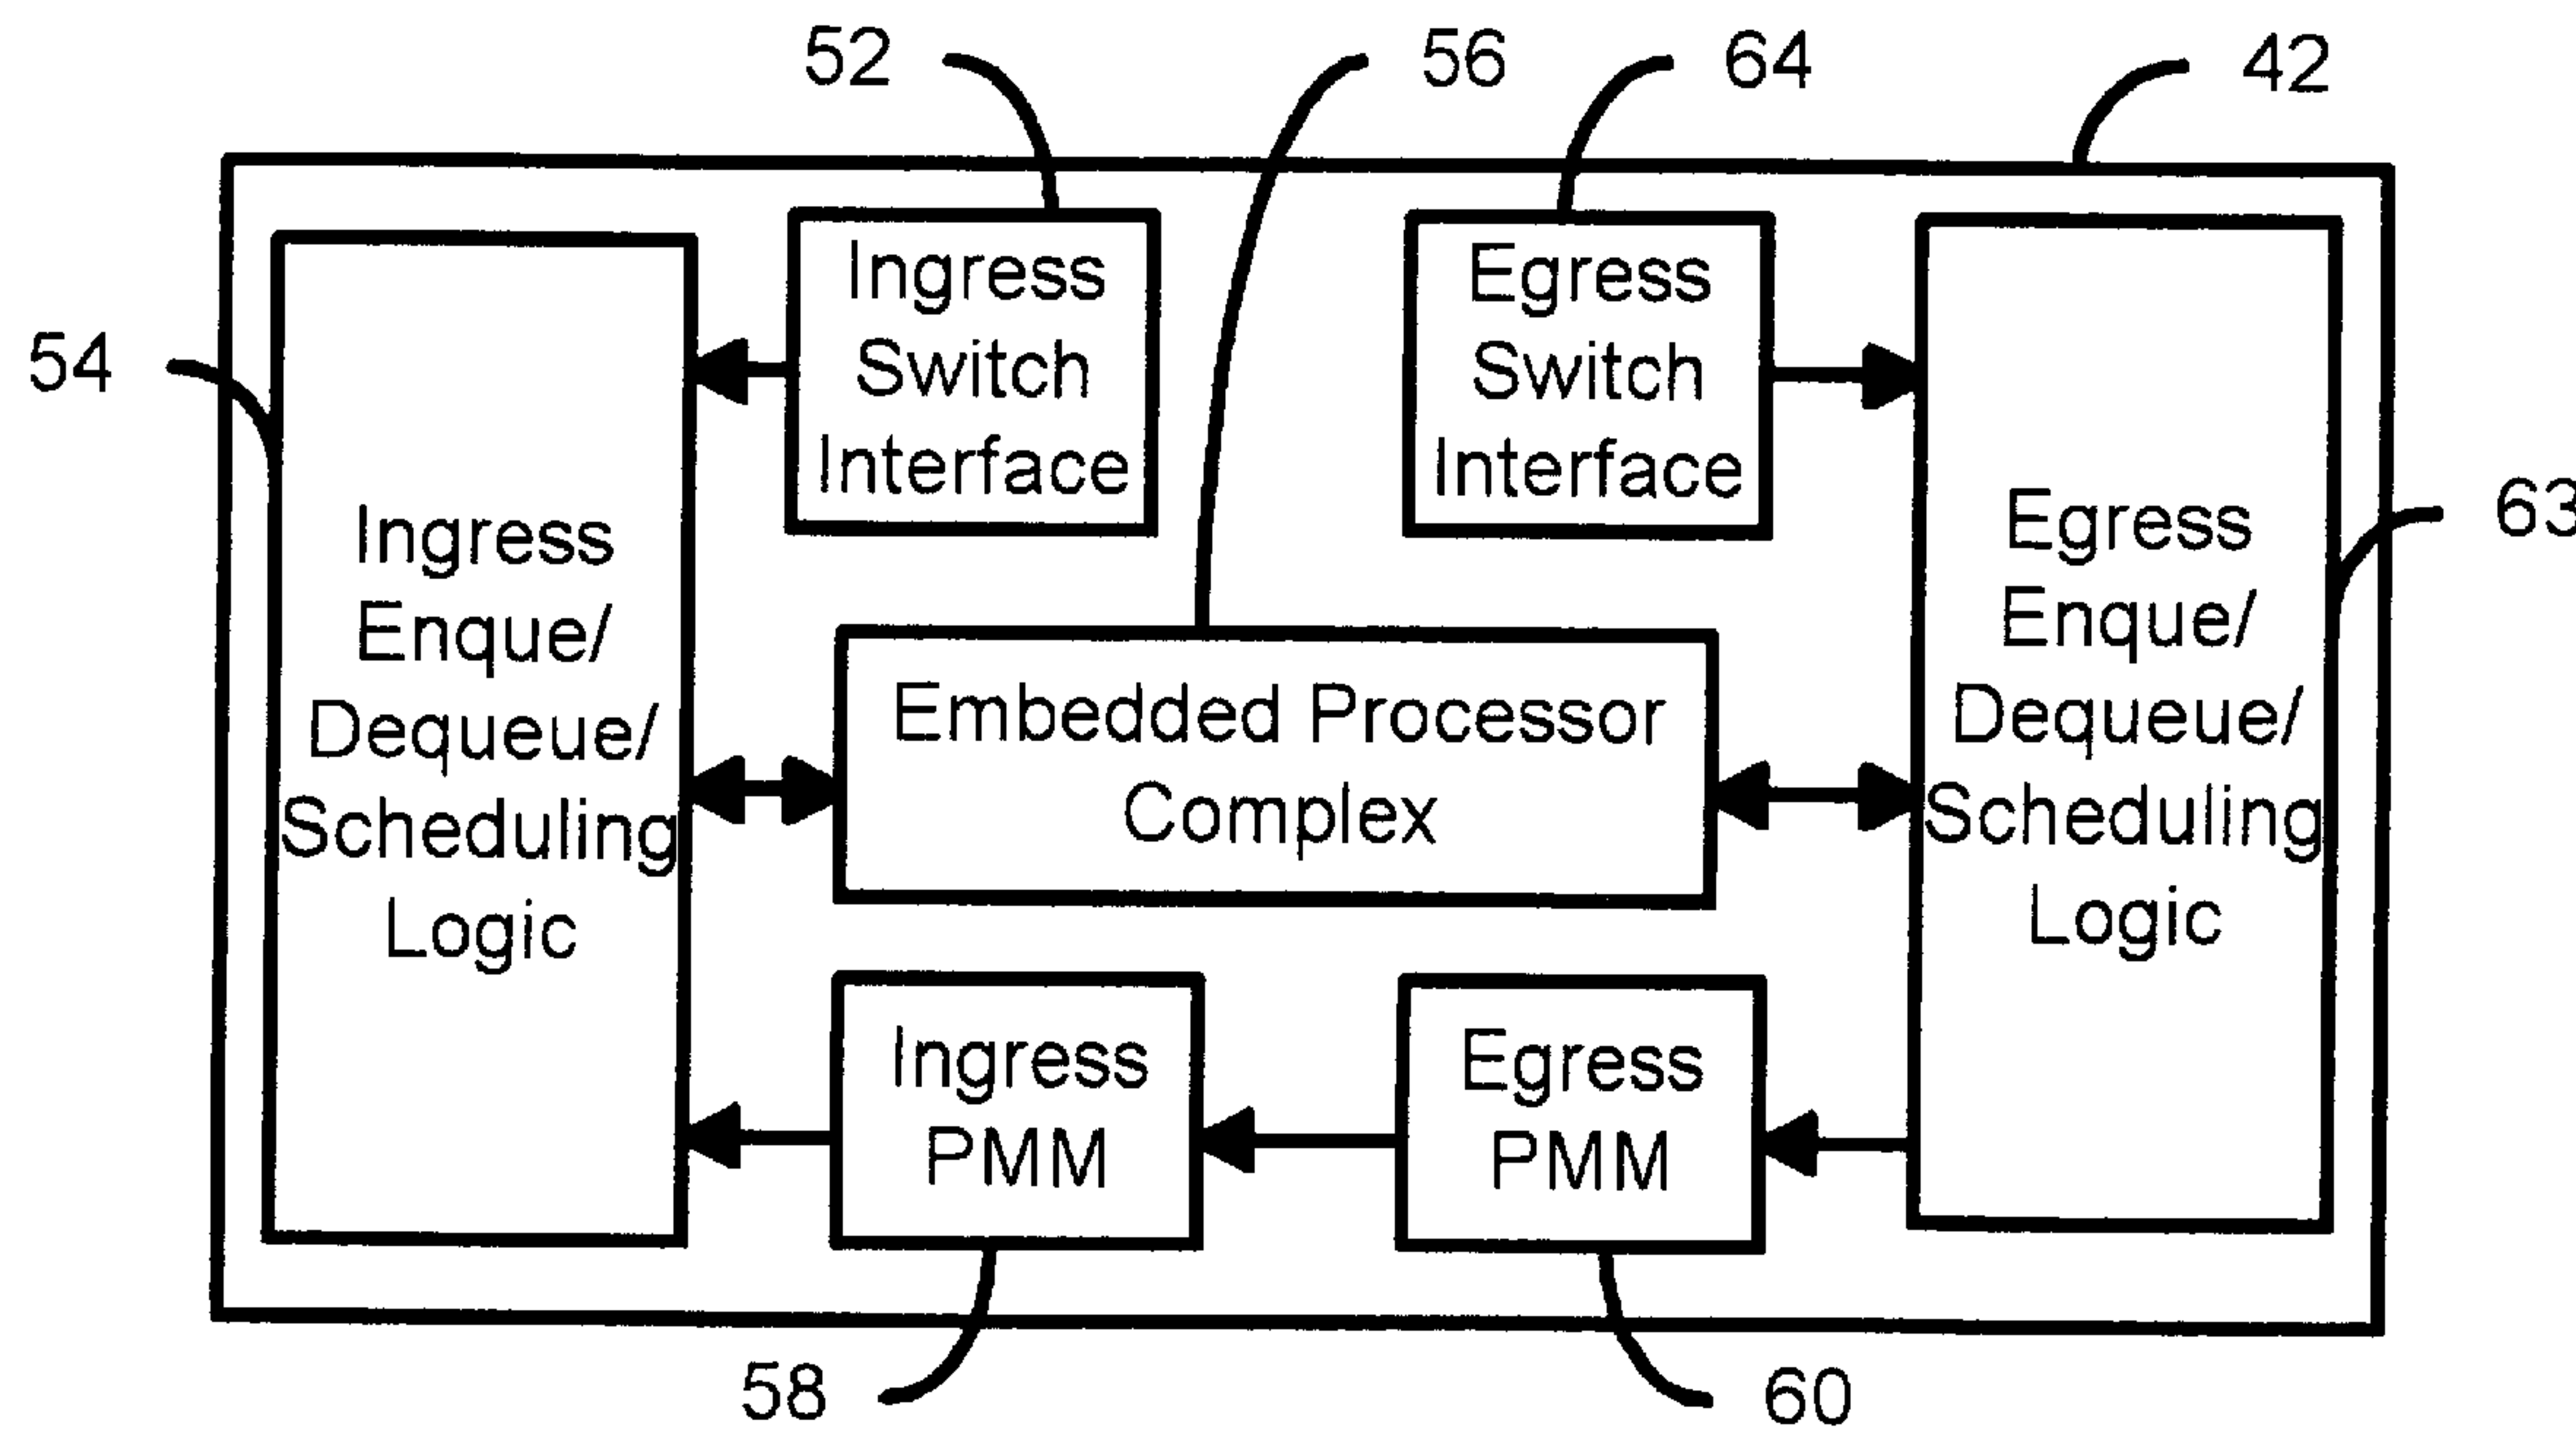 52
56
64
42
54
63
Ingress
Switch
Interface
Egress
Switch
Interface
Ingress
Enque/
Dequeue/
Scheduling
Logic
Embedded Processor
Complex
Egress
Enque/
Dequeue/
Scheduling
Logic
Ingress
PMM
Egress
PMM
58
60